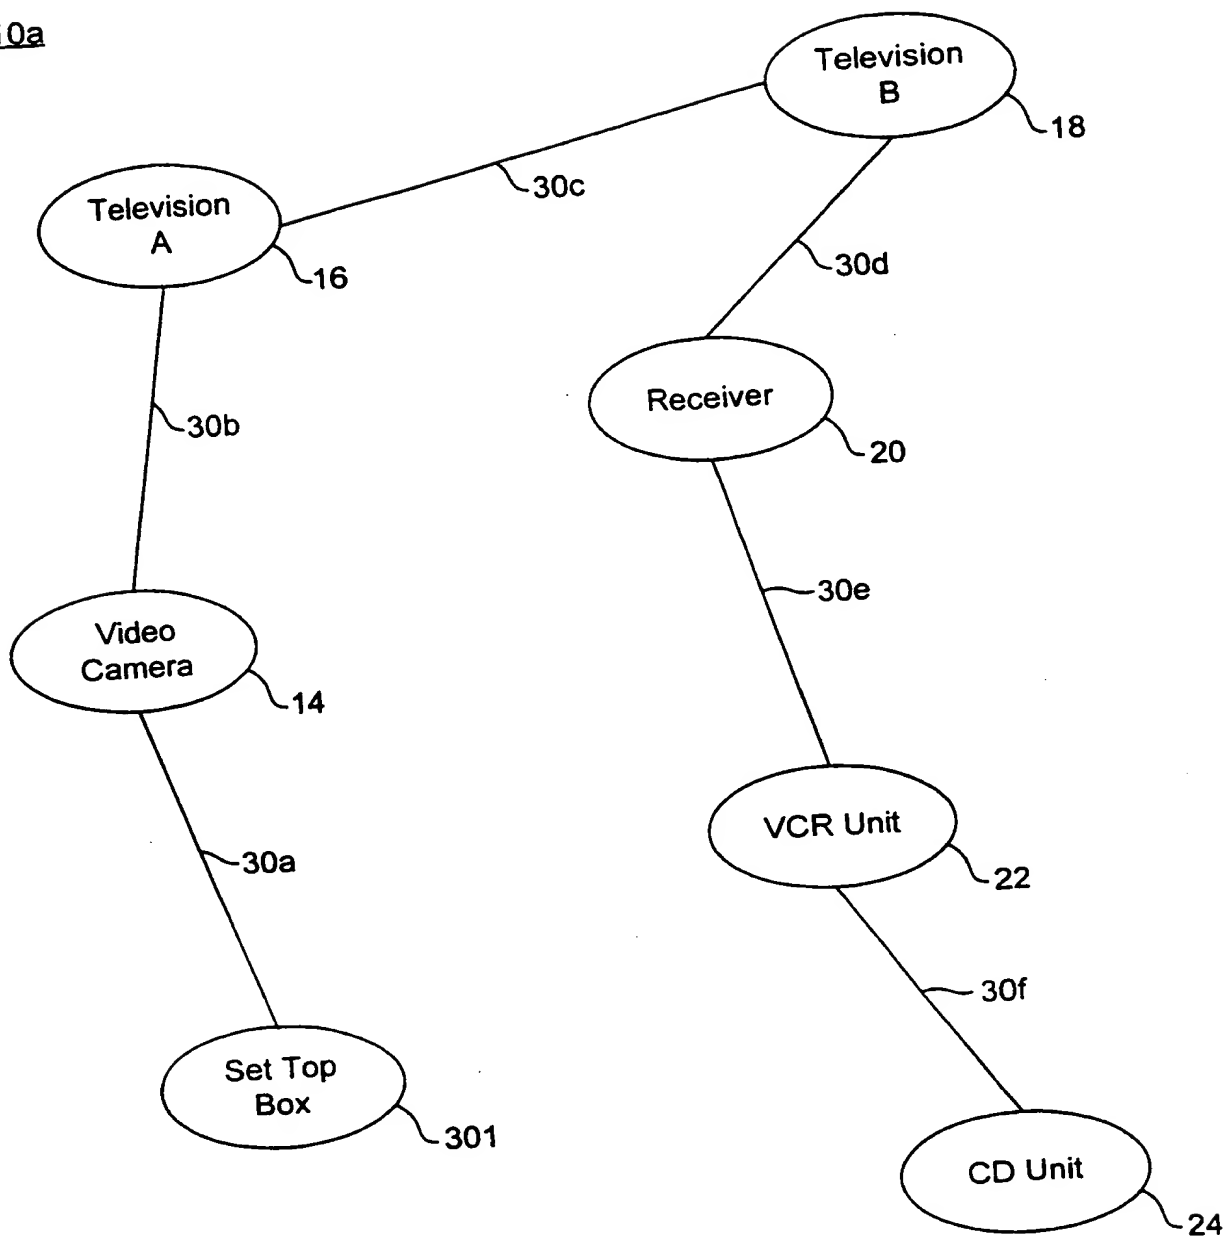 0a
Television
B
18
30c
Television
A
16
30d
Receiver
20
30b
30e
Video
Camera
14
VCR Unit
22
30a
30f
Set Top
Box
301
CD Unit
24